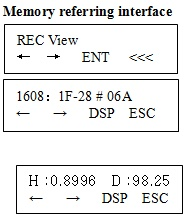 Memory referring interface
REC View
← → ENT <<<
1608: 1F-28 # 06A
← → DSP ESC
H :0.8996 D :98.25
← → DSP ESC